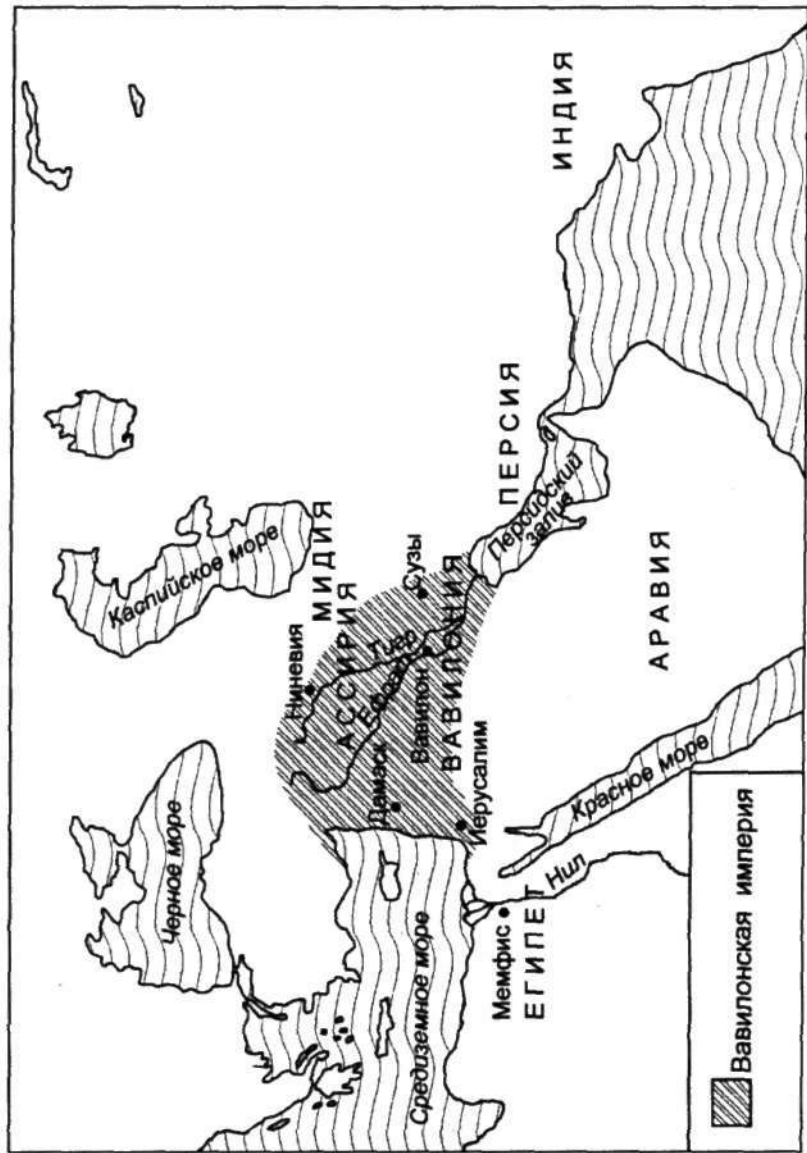 Черное море
Каспийское море
Средиземное море
Ниневия
МИДИЯ
АССИРИЯ
Тигр
Ефрат
Дамаск
Вавилон
Сузы
ВАВИЛОНИЯ
Иерусалим
ПЕРСИЯ
Персидский
залив
ИНДИЯ
Мемфис
ЕГИПЕТ
Нил
Красное море
АРАВИЯ
Вавилонская империя